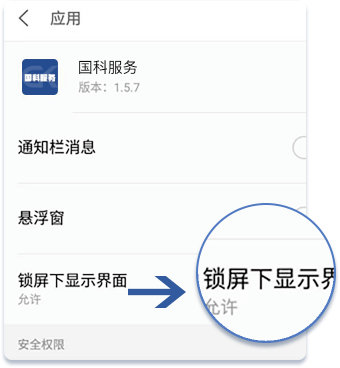 应用
国科服务
国科服务
版本：1.5.7
通知栏消息
悬浮窗
锁屏下显示界面
允许
锁屏下显示界
允许
安全权限